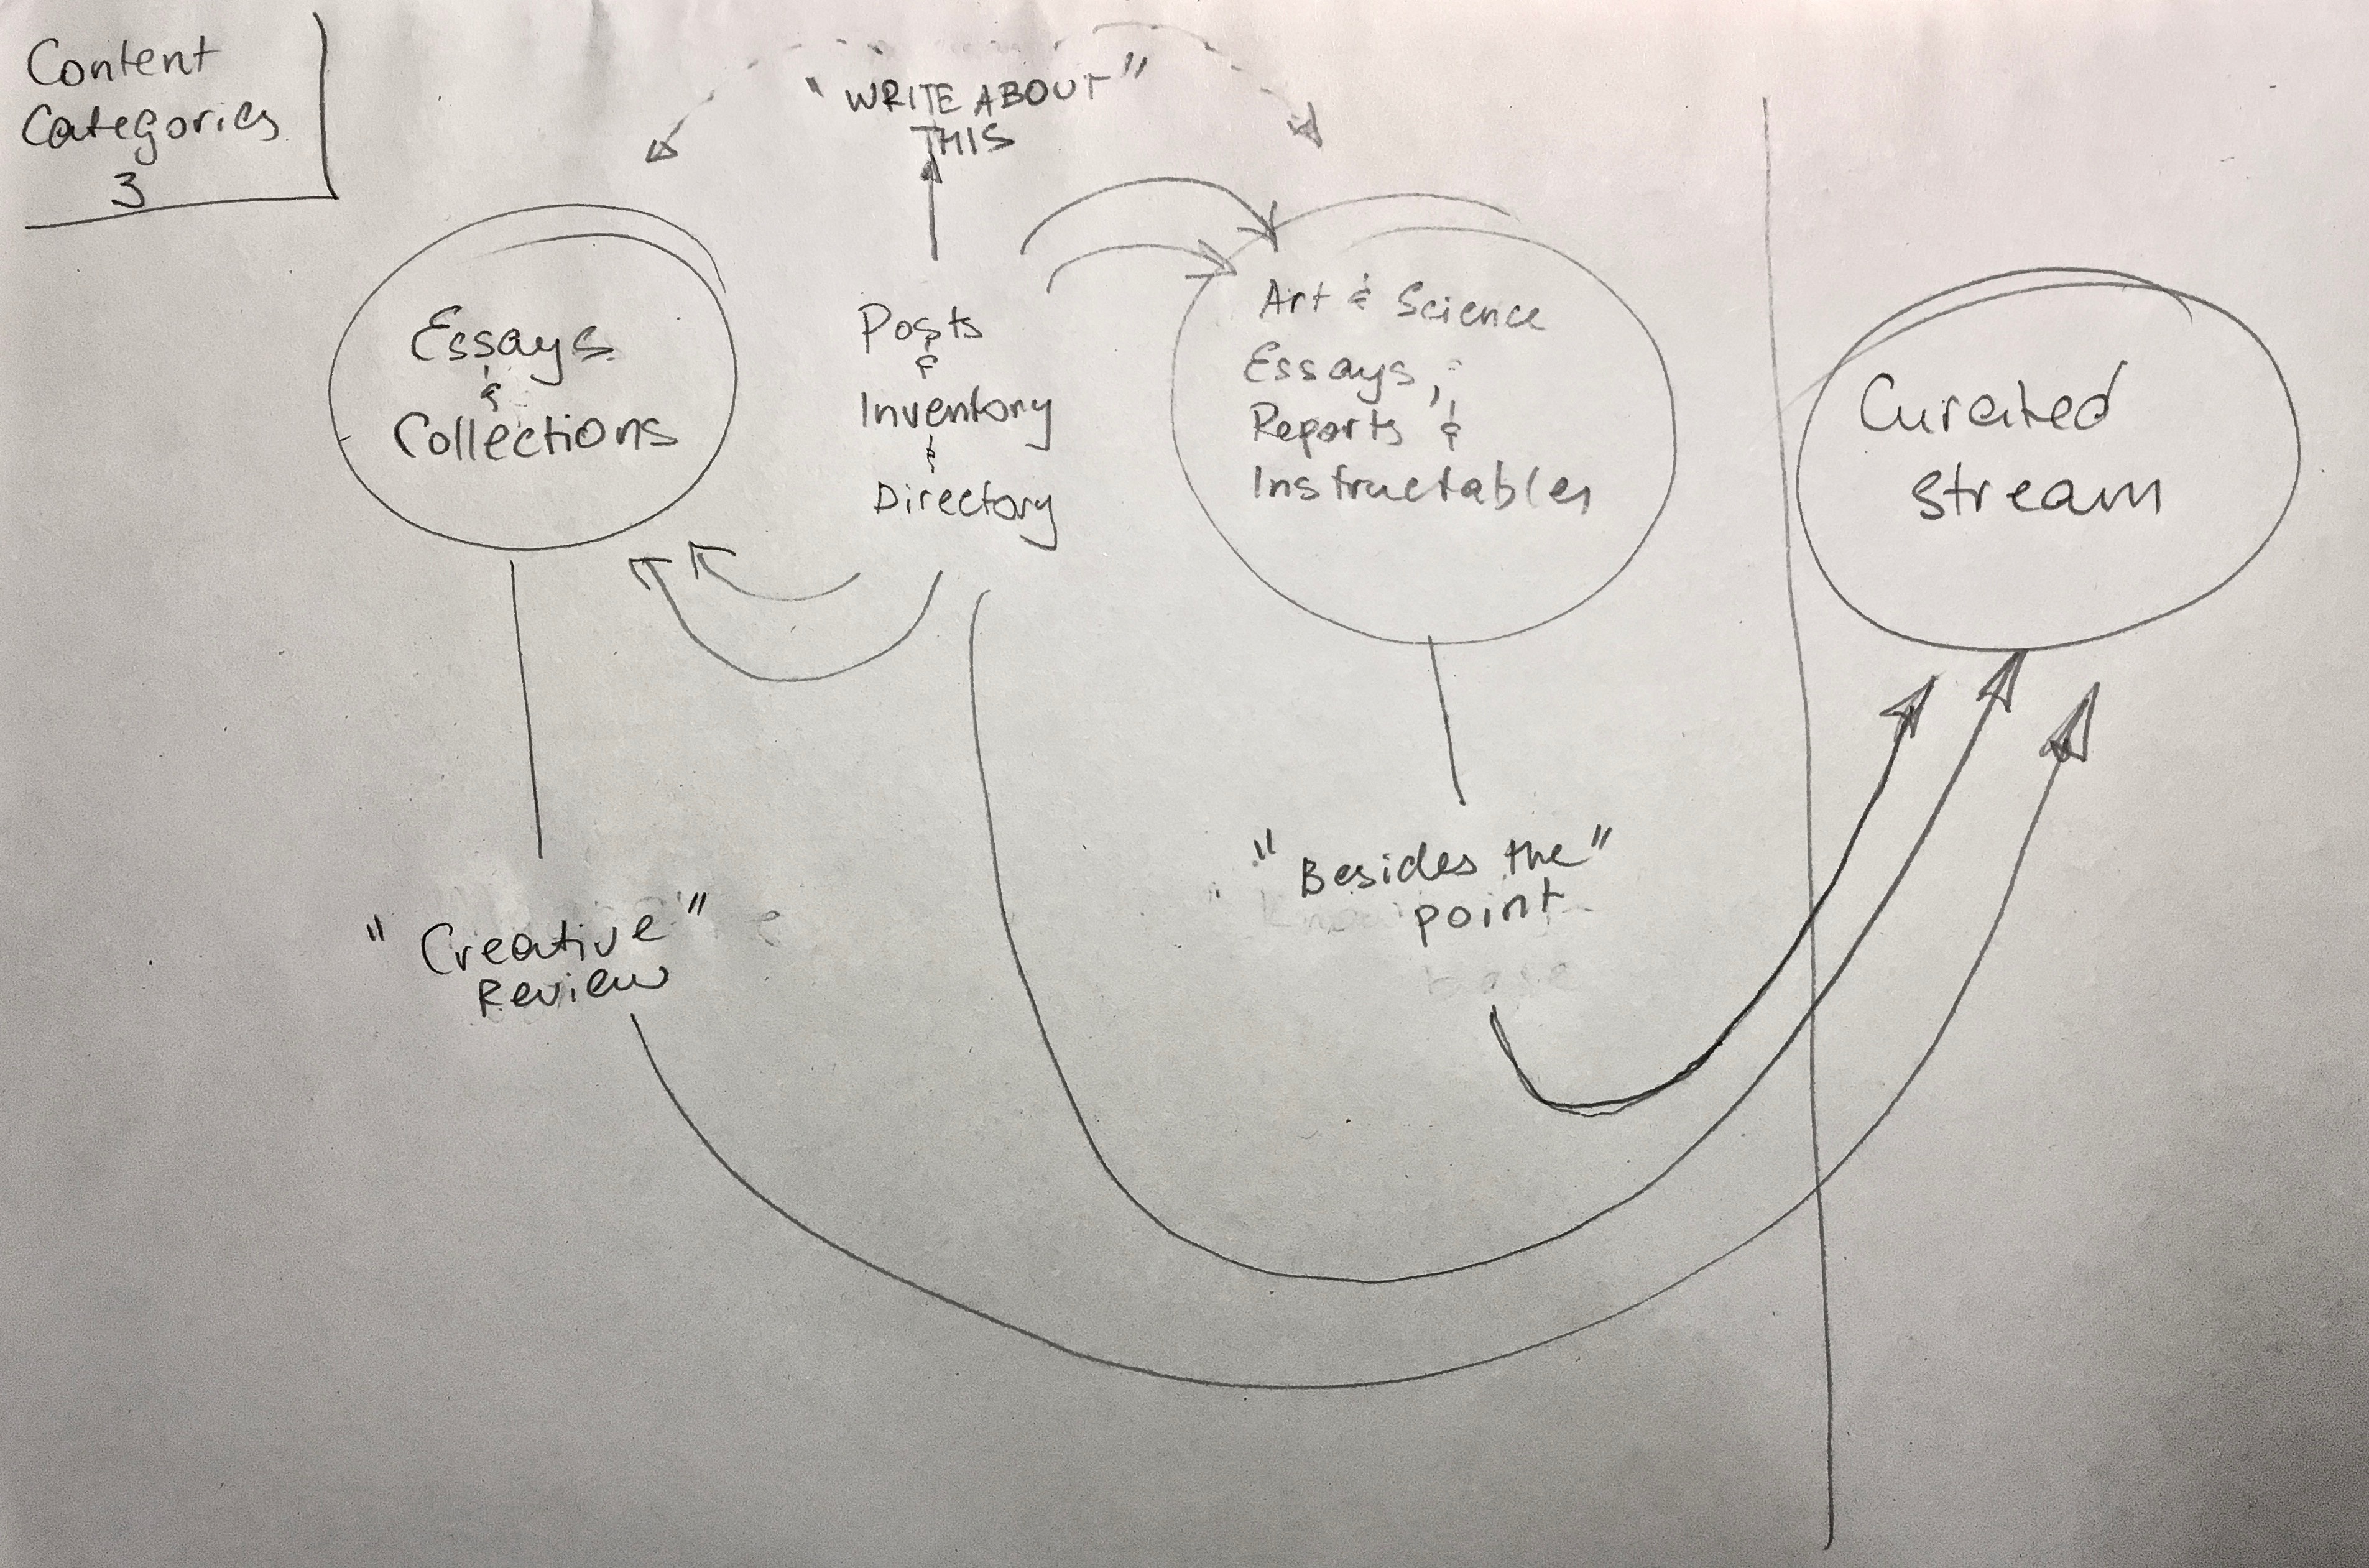 Content
Categories
3
"WRITE ABOUT"
THIS
Essays
&
Collections
Posts
&
Inventory
&
Directory
Art & Science
Essays,
Reports &
Instructables
Curated
stream
"Creative"
Review
"Besides the"
point